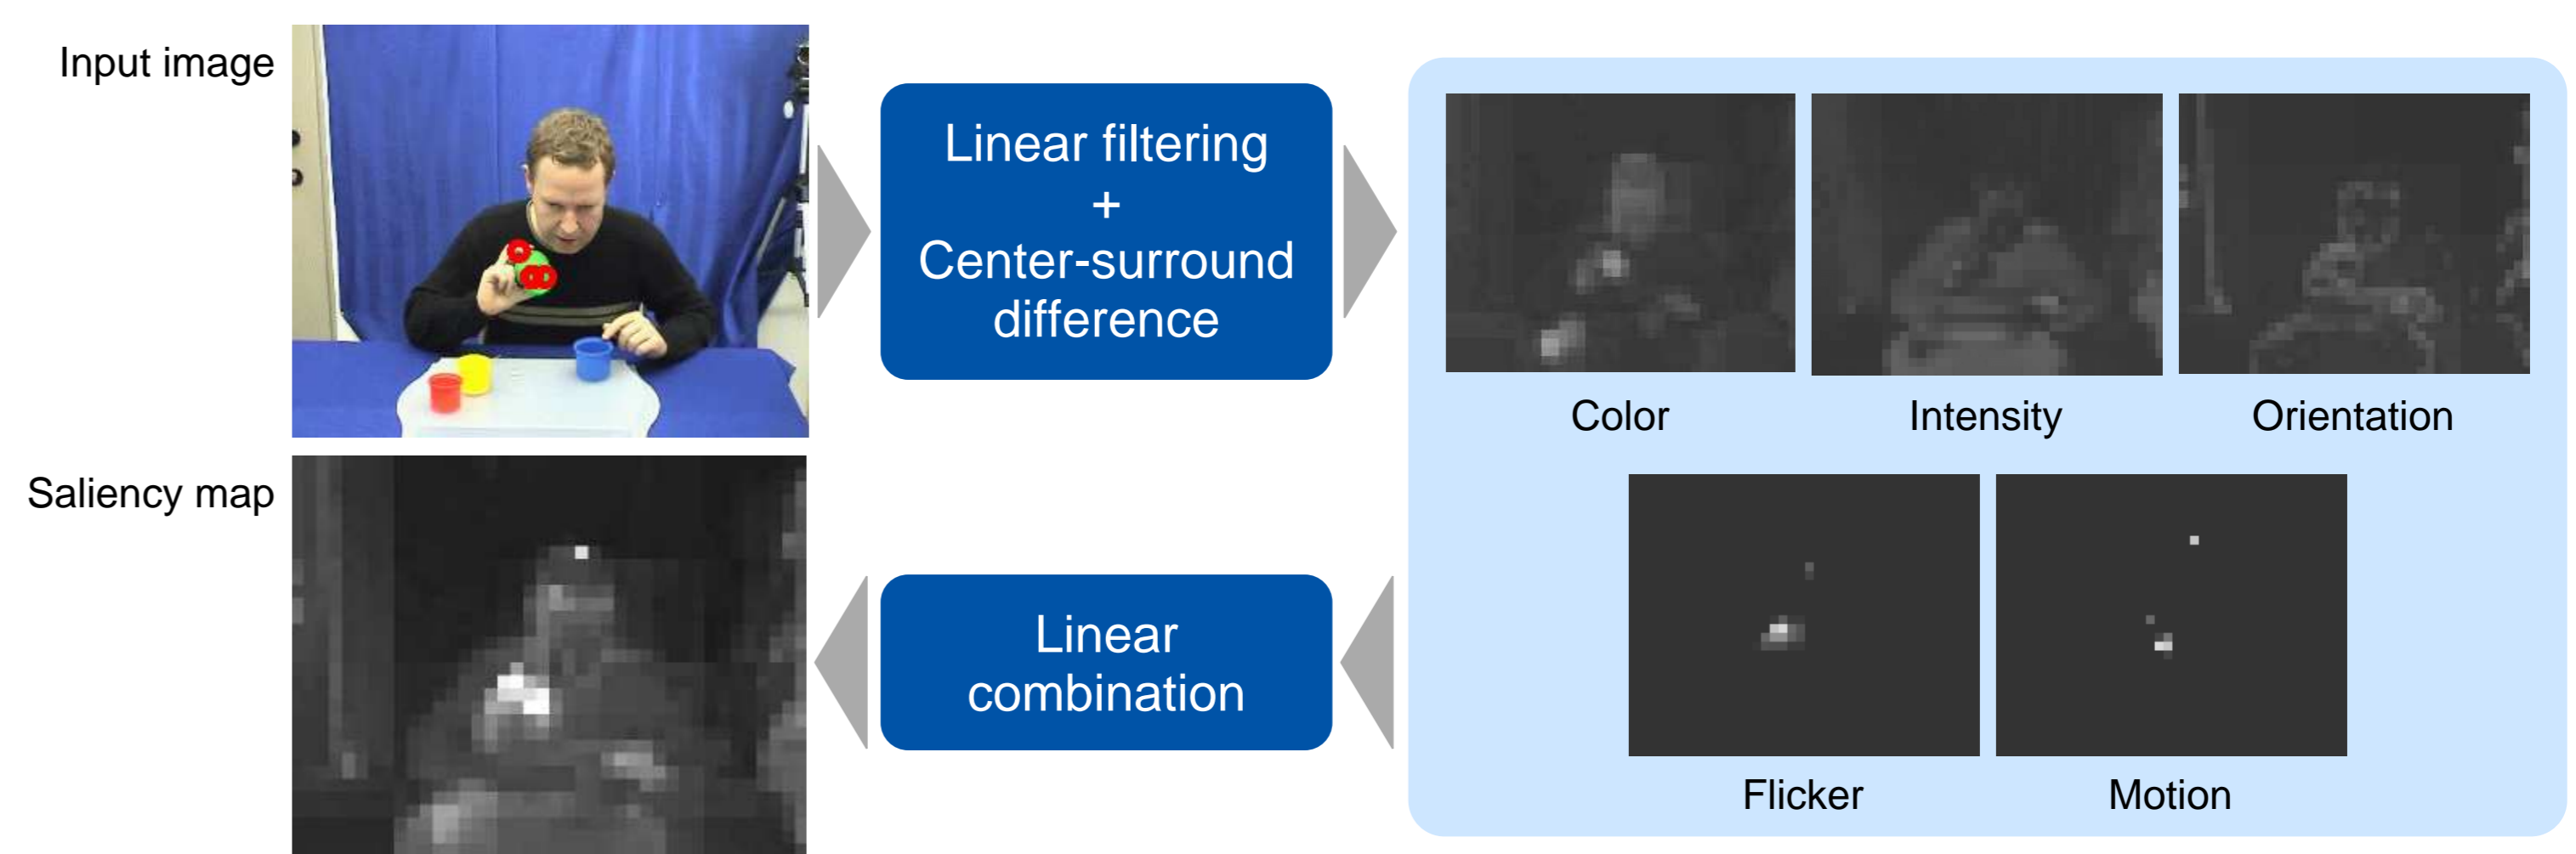 Input image
Linear filtering
+
Center-surround
difference
Color
Intensity
Orientation
Saliency map
Linear
combination
Flicker
Motion